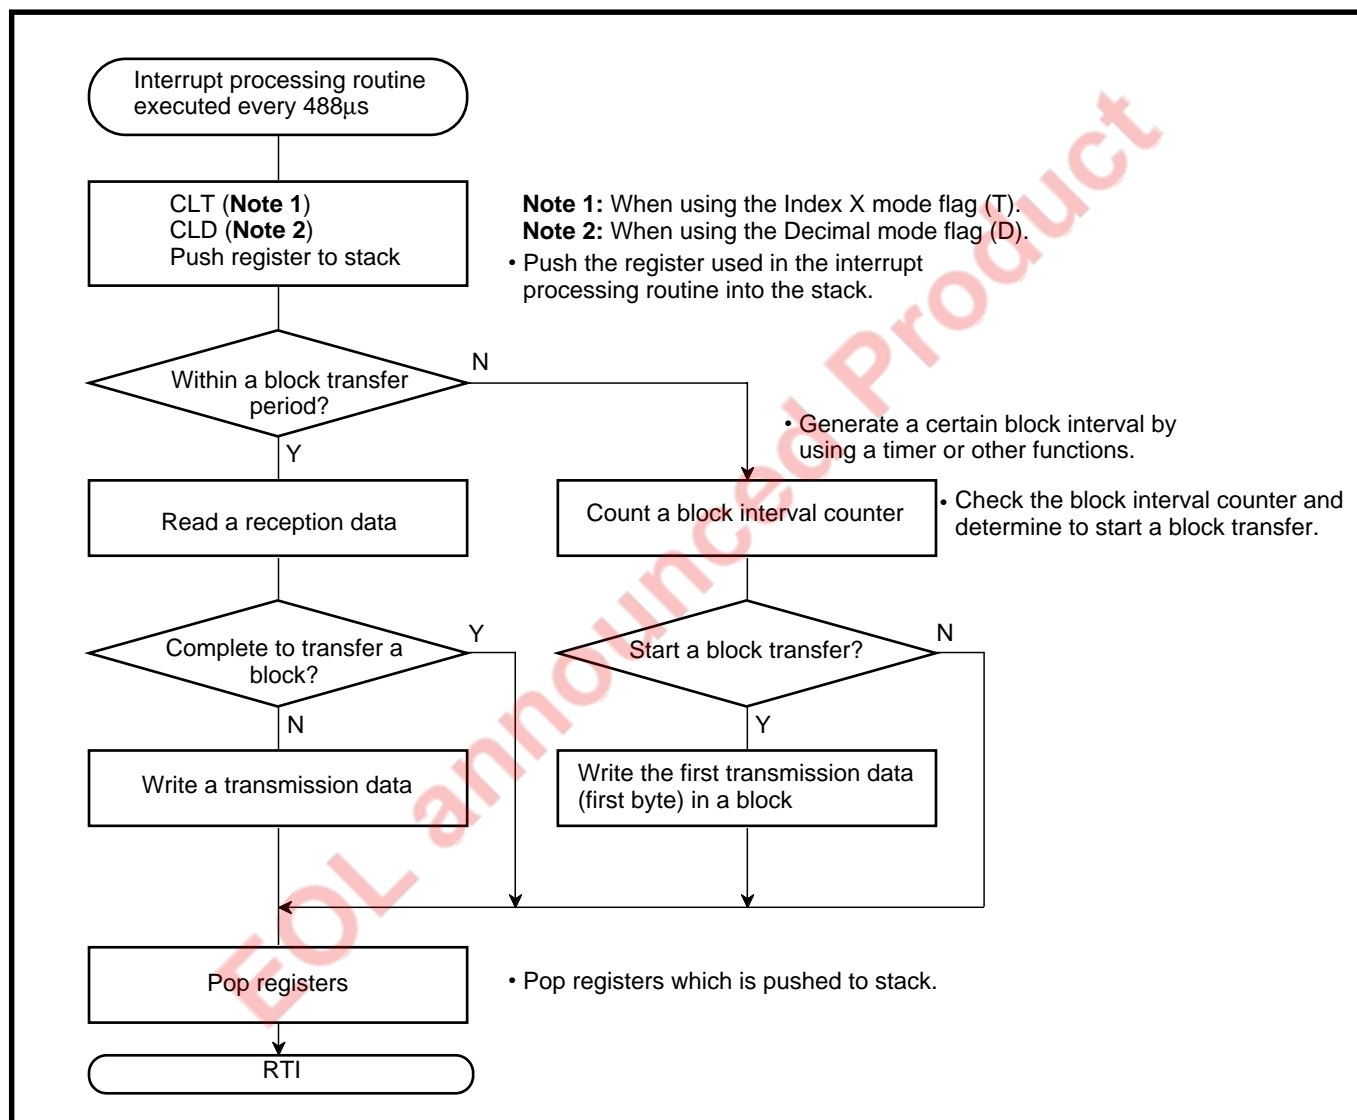 Interrupt processing routine
executed every 488μs
CLT (Note 1)
CLD (Note 2)
Push register to stack
Note 1: When using the Index X mode flag (T).
Note 2: When using the Decimal mode flag (D).
• Push the register used in the interrupt
processing routine into the stack.
Within a block transfer
period?
N
Y
• Generate a certain block interval by
using a timer or other functions.
Read a reception data
Count a block interval counter
• Check the block interval counter and
determine to start a block transfer.
Complete to transfer a
block?
Y
N
Start a block transfer?
N
Y
Write a transmission data
Write the first transmission data
(first byte) in a block
Pop registers
• Pop registers which is pushed to stack.
RTI
EOL announced Product